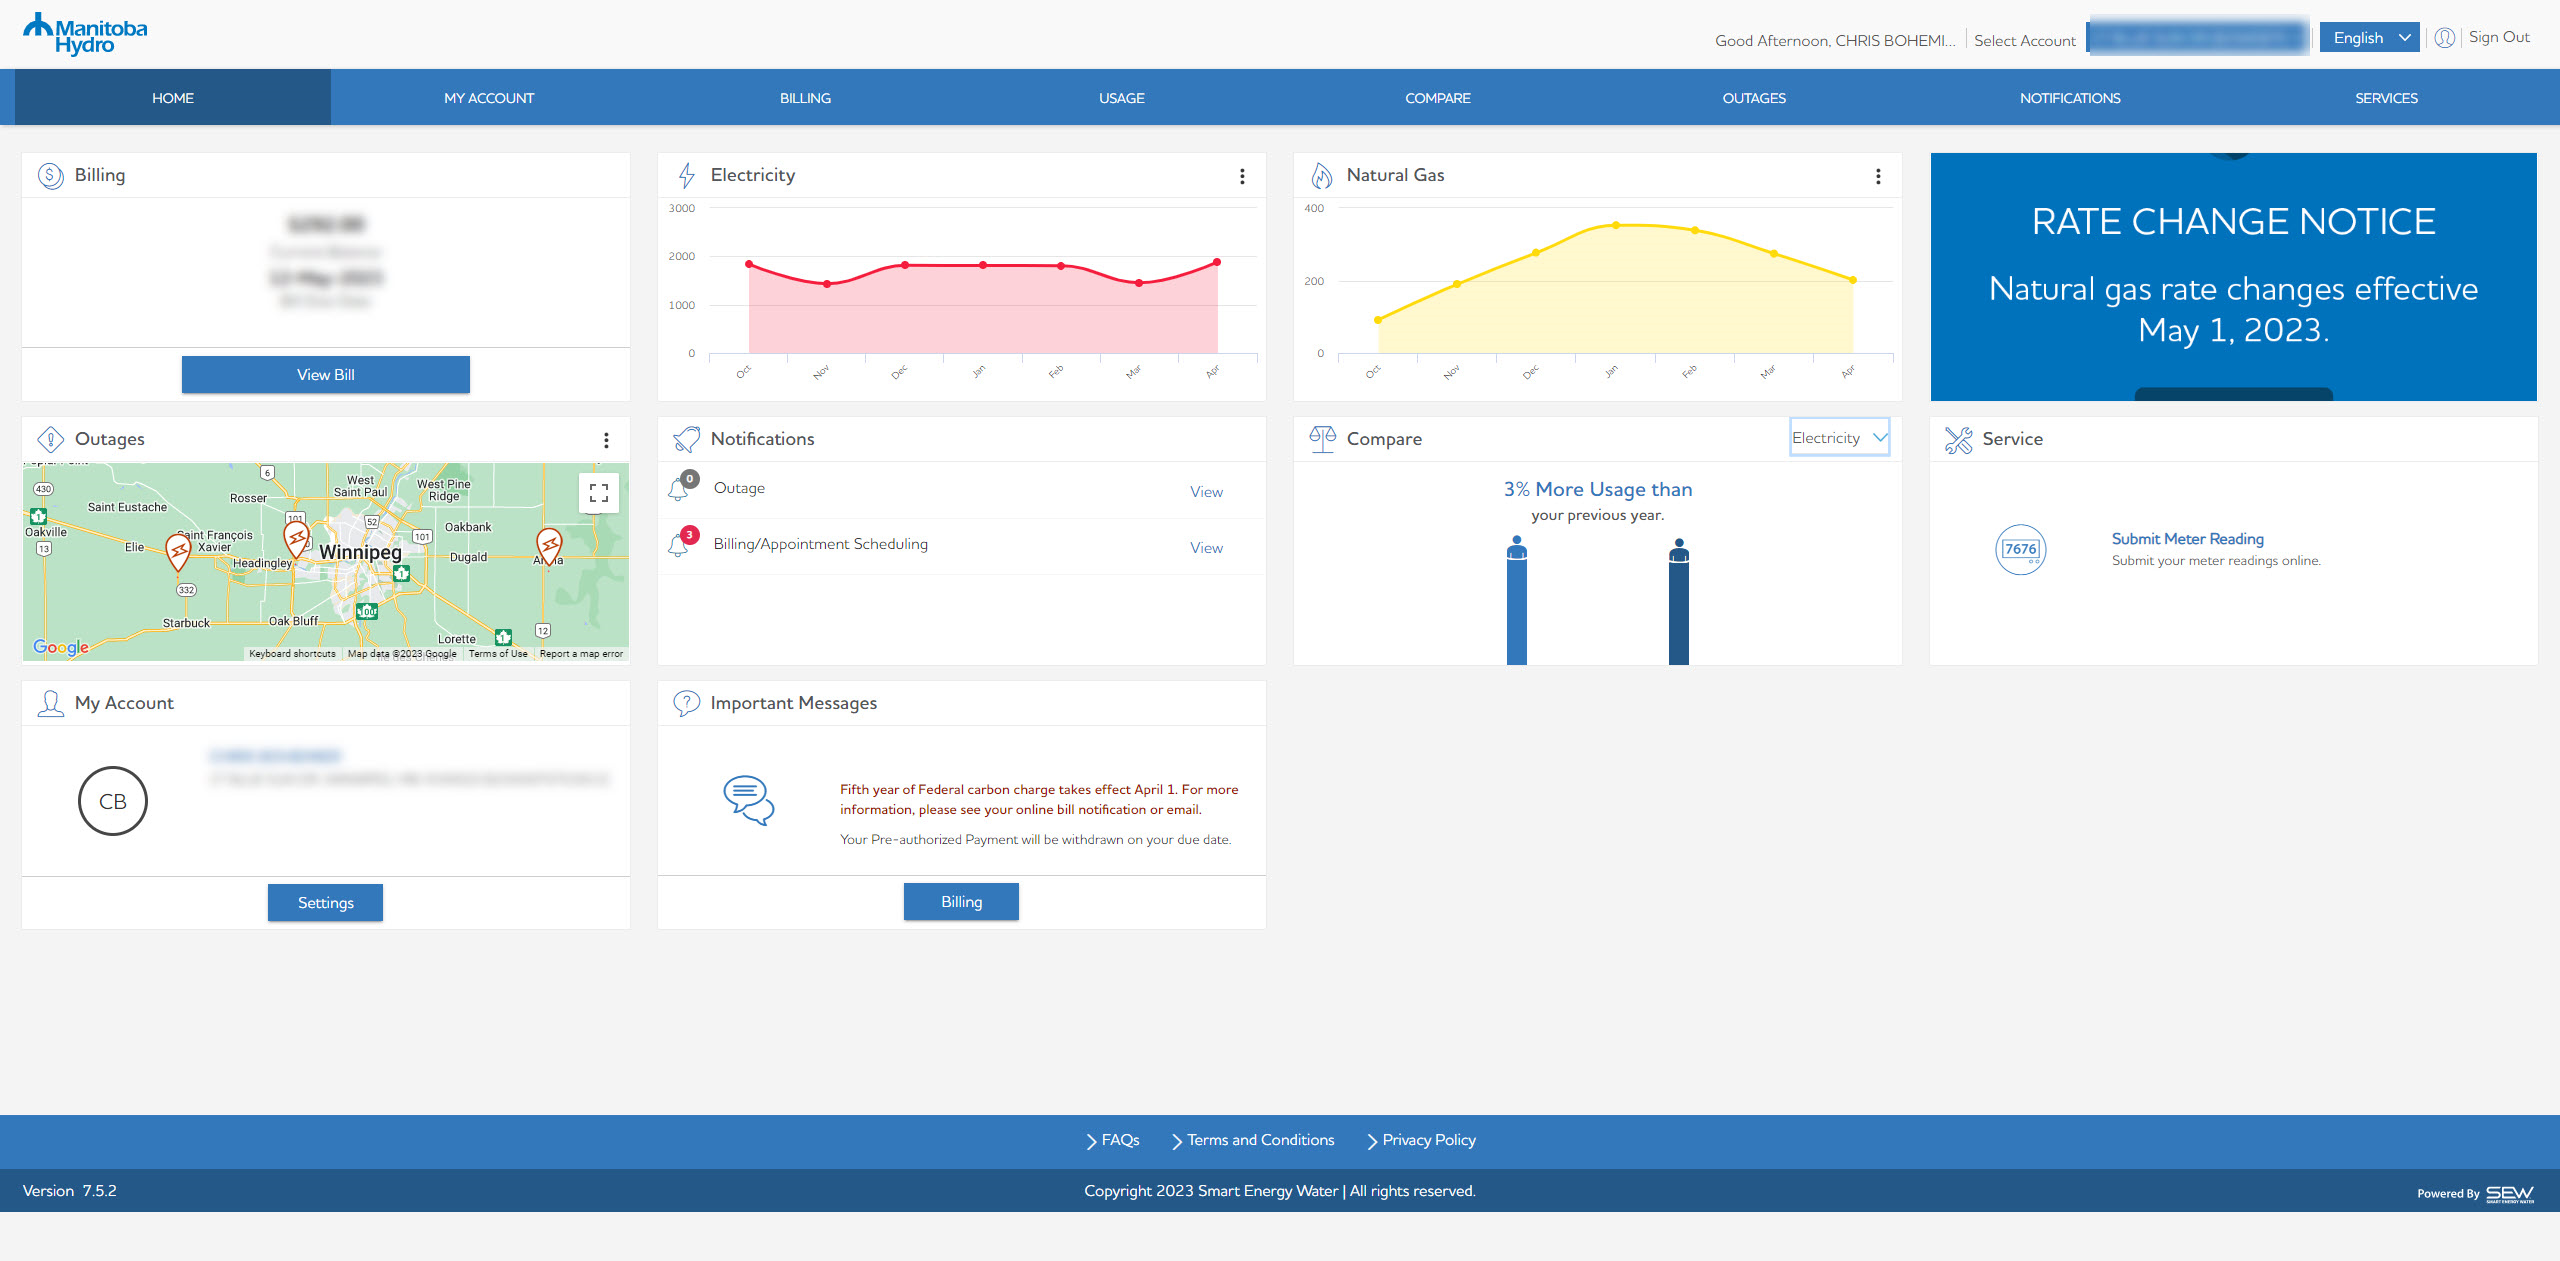 Manitoba
Hydro
Good Afternoon, CHRIS BOHEMI...
Select Account
English
Sign Out
HOME
MY ACCOUNT
BILLING
USAGE
COMPARE
OUTAGES
NOTIFICATIONS
SERVICES
Billing
View Bill
Electricity
3000
2000
1000
0
Oct
Nov
Dec
Jan
Feb
Mar
Apr
Natural Gas
400
200
0
Oct
Nov
Dec
Jan
Feb
Mar
Apr
RATE CHANGE NOTICE
Natural gas rate changes effective
May 1, 2023.
Outages
6
430
Saint Eustache
Rosser
West
Saint Paul
West Pine
Ridge
1
Oakville
13
Elie
Saint François
Xavier
101
52
101
Oakbank
Winnipeg
Headingley
Dugald
1
332
100
Starbuck
Oak Bluff
Lorette
1
12
Google
Keyboard shortcuts
Map data ©2023 Google
Terms of Use
Report a map error
Notifications
0
Outage
View
3
Billing/Appointment Scheduling
View
Compare
Electricity
3% More Usage than
your previous year.
Service
7676
Submit Meter Reading
Submit your meter readings online.
My Account
CB
Settings
Important Messages
?
Fifth year of Federal carbon charge takes effect April 1. For more
information, please see your online bill notification or email.
Your Pre-authorized Payment will be withdrawn on your due date.
Billing
FAQs
Terms and Conditions
Privacy Policy
Version 7.5.2
Copyright 2023 Smart Energy Water | All rights reserved.
Powered By SEW
SMART ENERGY WATER